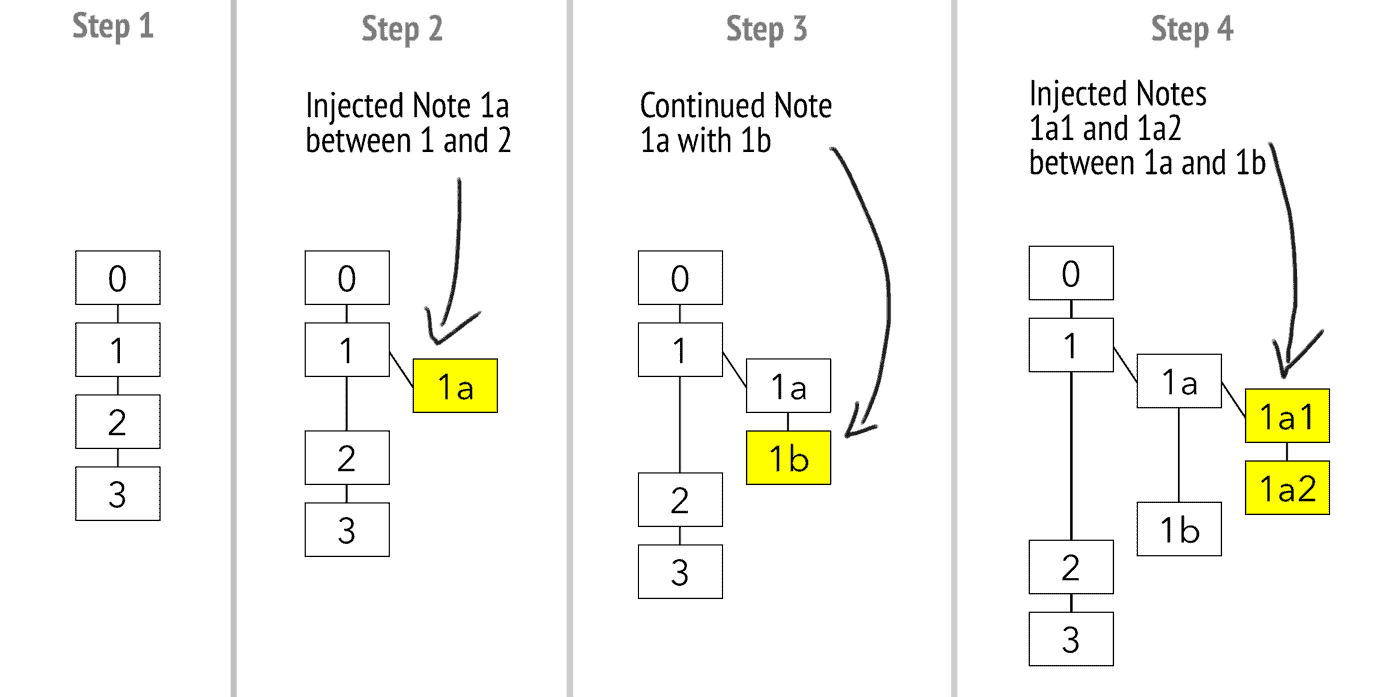 Step 1
0
1
2
3
Step 2
Injected Note 1a
between 1 and 2
0
1
1a
2
3
Step 3
Continued Note
1a with 1b
0
1
1a
1b
2
3
Step 4
Injected Notes
1a1 and 1a2
between 1a and 1b
0
1
1a
1a1
1a2
1b
2
3